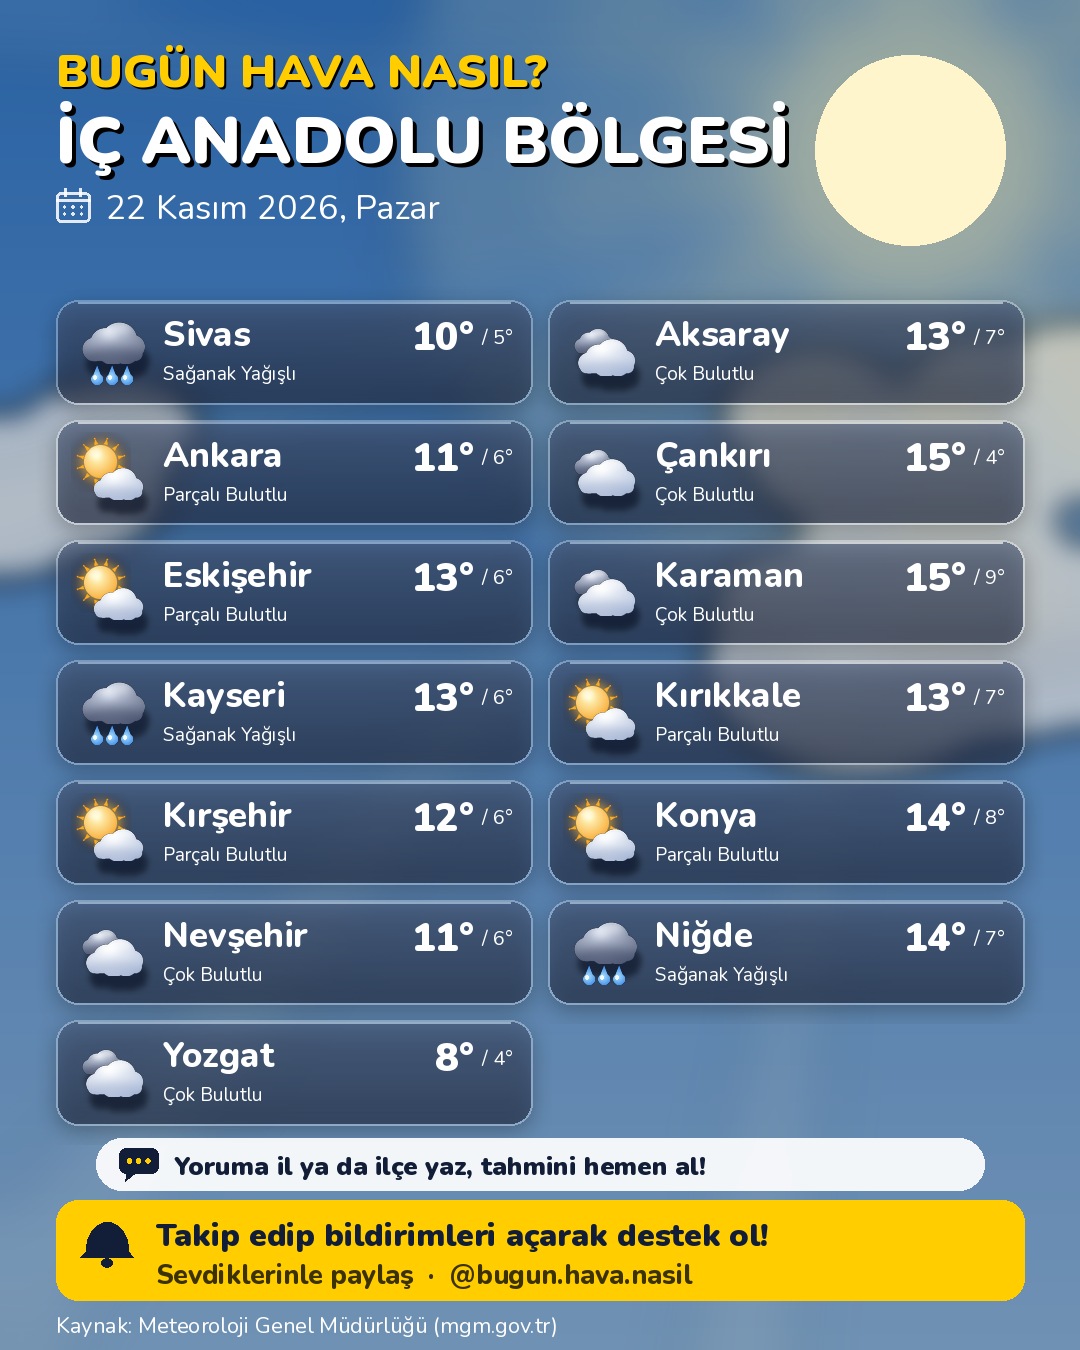 BUGÜN HAVA NASIL?
İÇ ANADOLU BÖLGESİ
22 Kasım 2026, Pazar
Sivas 10° / 5°
Sağanak Yağışlı
Aksaray 13° / 7°
Çok Bulutlu
Ankara 11° / 6°
Parçalı Bulutlu
Çankırı 15° / 4°
Çok Bulutlu
Eskişehir 13° / 6°
Parçalı Bulutlu
Karaman 15° / 9°
Çok Bulutlu
Kayseri 13° / 6°
Sağanak Yağışlı
Kırıkkale 13° / 7°
Parçalı Bulutlu
Kırşehir 12° / 6°
Parçalı Bulutlu
Konya 14° / 8°
Parçalı Bulutlu
Nevşehir 11° / 6°
Çok Bulutlu
Niğde 14° / 7°
Sağanak Yağışlı
Yozgat 8° / 4°
Çok Bulutlu
Yoruma il ya da ilçe yaz, tahmini hemen al!
Takip edip bildirimleri açarak destek ol!
Sevdiklerinle paylaş · @bugun.hava.nasil
Kaynak: Meteoroloji Genel Müdürlüğü (mgm.gov.tr)